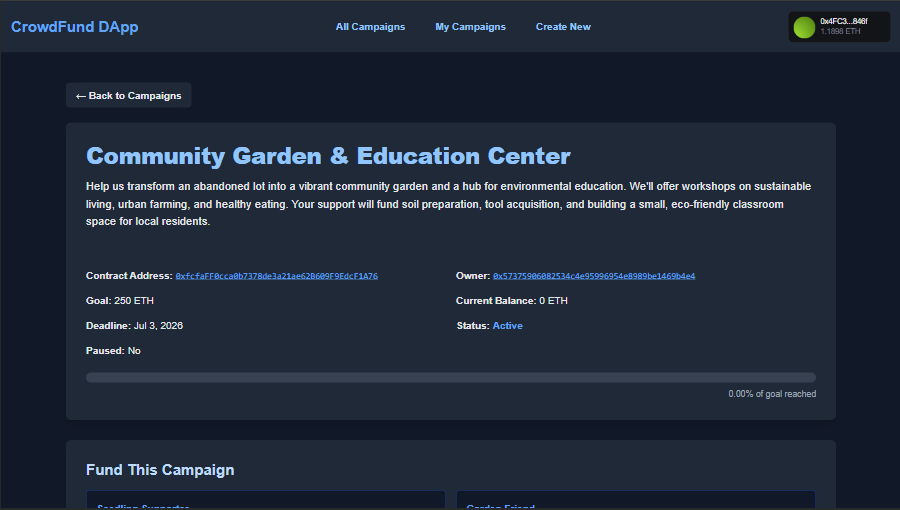 CrowdFund DApp
All Campaigns
My Campaigns
Create New
0x4FC3...846f
1.1898 ETH
← Back to Campaigns
Community Garden & Education Center
Help us transform an abandoned lot into a vibrant community garden and a hub for environmental education. We'll offer workshops on sustainable
living, urban farming, and healthy eating. Your support will fund soil preparation, tool acquisition, and building a small, eco-friendly classroom
space for local residents.
Contract Address: 0xfcfaFF0cca0b7378de3a21ae62B609F9EdcF1A76
Owner: 0x57375906082534c4e95996954e8989be1469b4e4
Goal: 250 ETH
Current Balance: 0 ETH
Deadline: Jul 3, 2026
Status: Active
Paused: No
0.00% of goal reached
Fund This Campaign
Seedling Supporter
Garden Friend